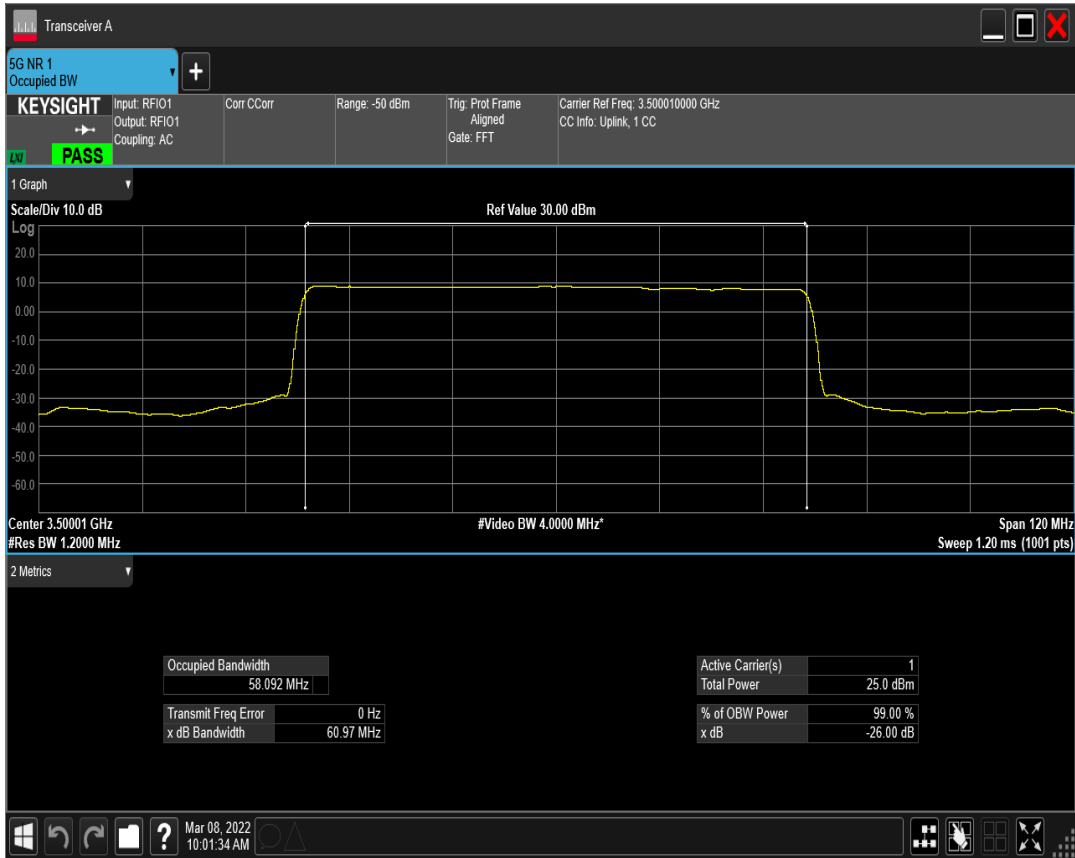 Transceiver A
5G NR 1
Occupied BW
+
KEYSIGHT
LXI
PASS
Input: RFIO1
Output: RFIO1
Coupling: AC
Corr CCorr
Range: -50 dBm
Trig: Prot Frame
Aligned
Gate: FFT
Carrier Ref Freq: 3.500010000 GHz
CC Info: Uplink, 1 CC
1 Graph
Scale/Div 10.0 dB
Ref Value 30.00 dBm
Log
20.0
10.0
0.00
-10.0
-20.0
-30.0
-40.0
-50.0
-60.0
Center 3.50001 GHz
#Video BW 4.0000 MHz*
Span 120 MHz
#Res BW 1.2000 MHz
Sweep 1.20 ms (1001 pts)
2 Metrics
Occupied Bandwidth
58.092 MHz
Transmit Freq Error 0 Hz
x dB Bandwidth 60.97 MHz
Active Carrier(s) 1
Total Power 25.0 dBm
% of OBW Power 99.00 %
x dB -26.00 dB
?
Mar 08, 2022
10:01:34 AM